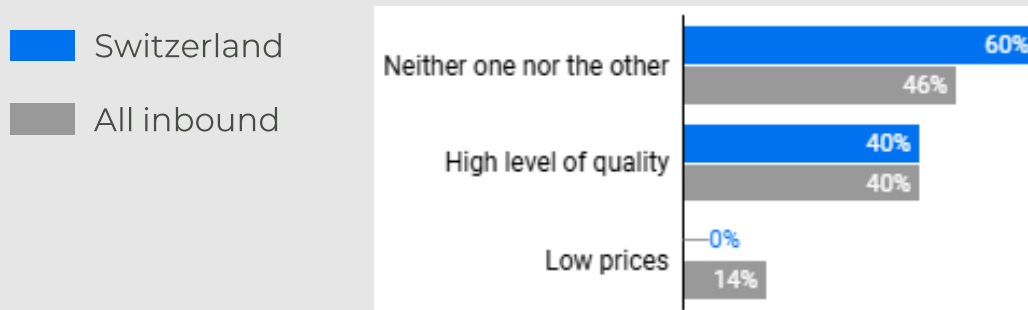 Switzerland
All inbound
Neither one nor the other
60%
46%
High level of quality
40%
40%
Low prices
0%
14%